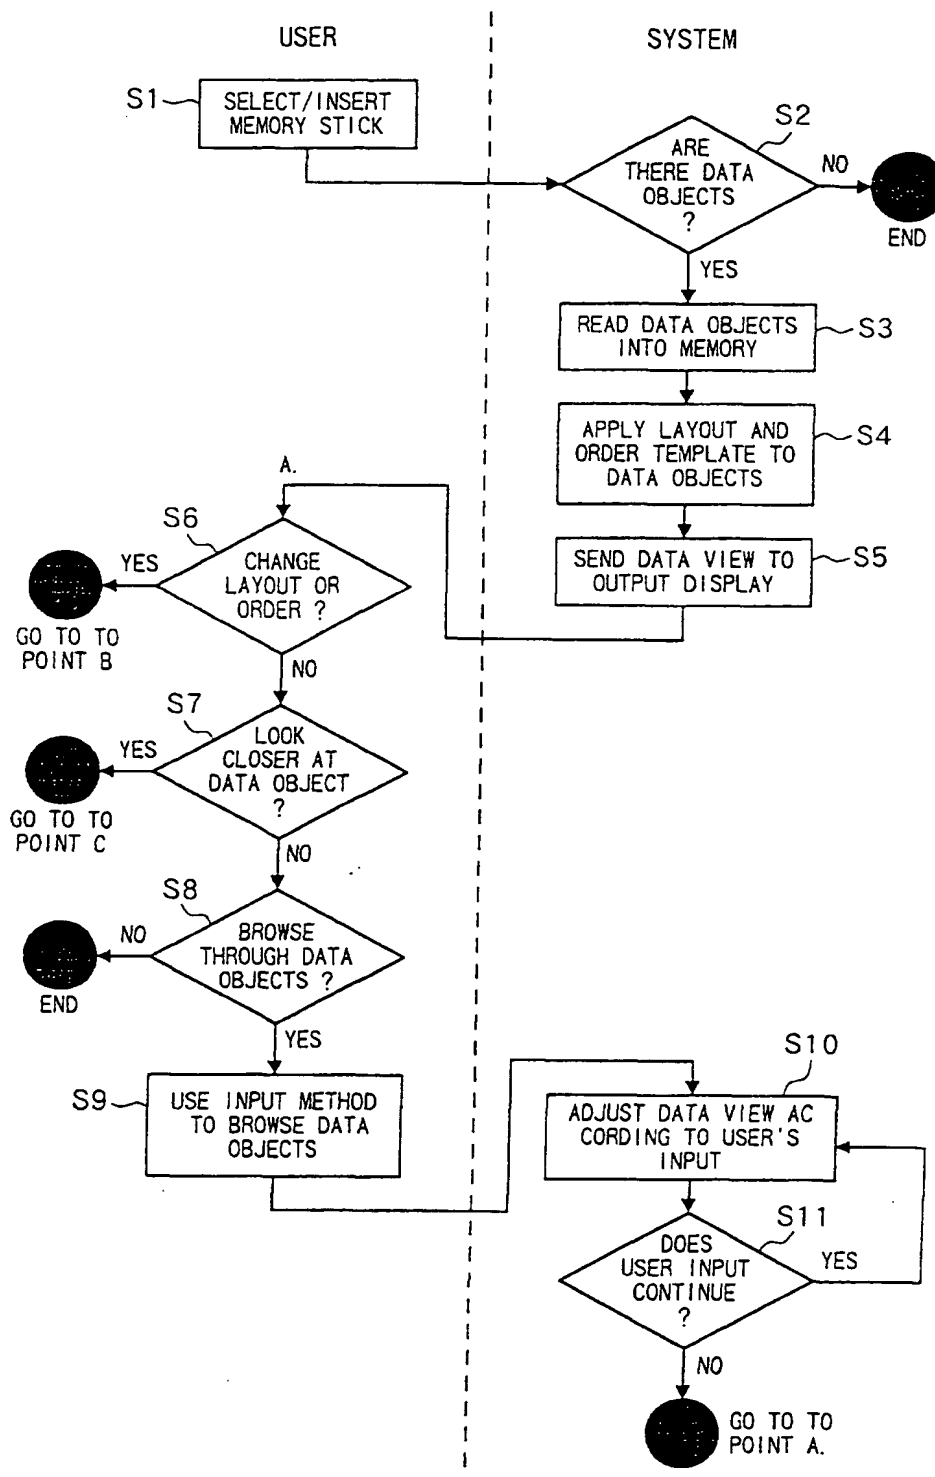 USER
SYSTEM
S1
SELECT/INSERT
MEMORY STICK
S2
ARE
THERE DATA
OBJECTS
?
NO
END
YES
READ DATA OBJECTS
INTO MEMORY
S3
APPLY LAYOUT AND
ORDER TEMPLATE TO
DATA OBJECTS
S4
SEND DATA VIEW TO
OUTPUT DISPLAY
S5
A.
S6
CHANGE
LAYOUT OR
ORDER ?
YES
GO TO TO
POINT B
NO
S7
LOOK
CLOSER AT
DATA OBJECT
?
YES
GO TO TO
POINT C
NO
S8
BROWSE
THROUGH DATA
OBJECTS ?
NO
END
YES
S9
USE INPUT METHOD
TO BROWSE DATA
OBJECTS
S10
ADJUST DATA VIEW AC
CORDING TO USER'S
INPUT
S11
DOES
USER INPUT
CONTINUE
?
YES
NO
GO TO TO
POINT A.